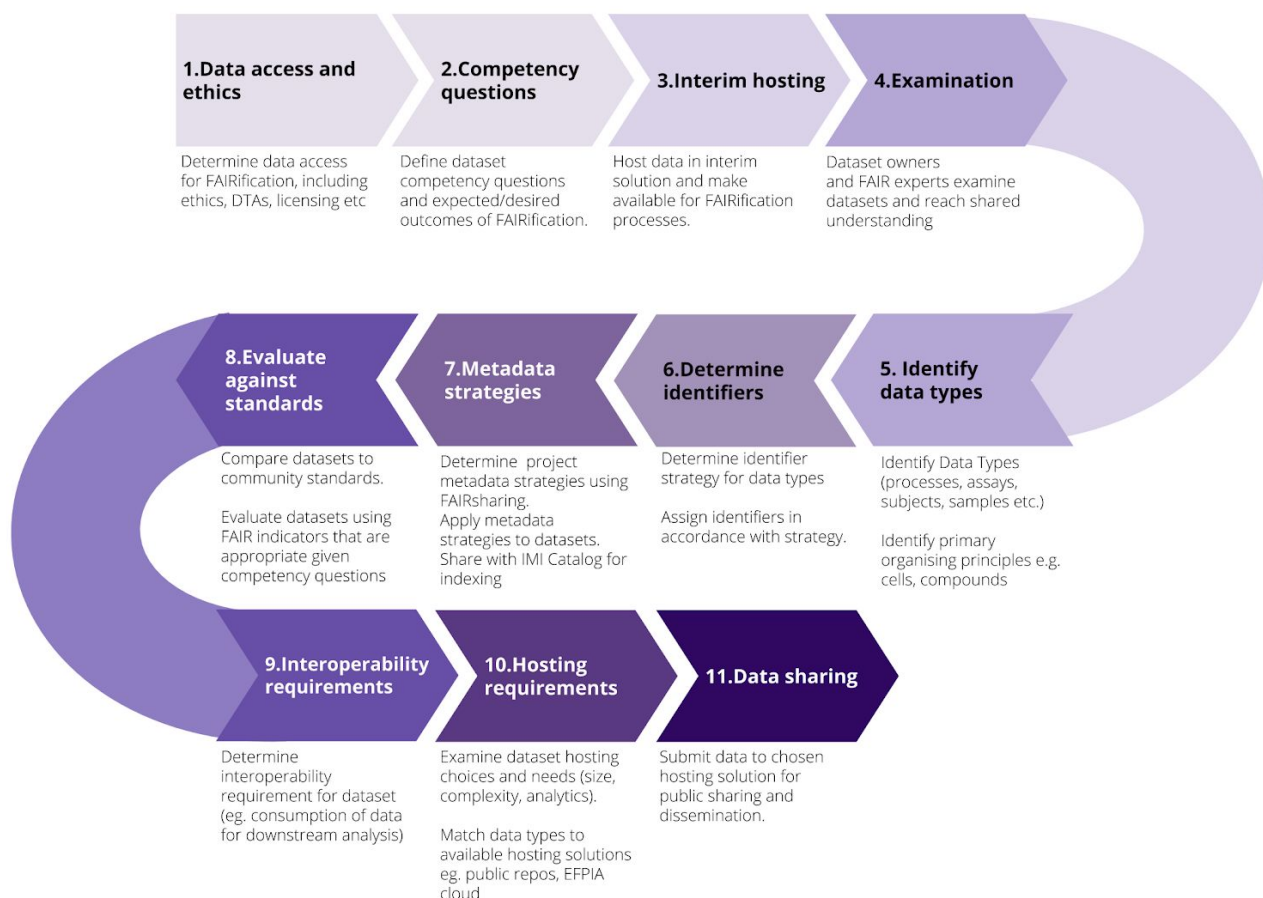 1.Data access and
ethics
Determine data access
for FAIRification, including
ethics, DTAs, licensing etc
2.Competency
questions
Define dataset
competency questions
and expected/desired
outcomes of FAIRification.
3.Interim hosting
Host data in interim
solution and make
available for FAIRification
processes.
4.Examination
Dataset owners
and FAIR experts examine
datasets and reach shared
understanding
5. Identify
data types
Identify Data Types
(processes, assays,
subjects, samples etc.)
Identify primary
organising principles e.g.
cells, compounds
6.Determine
identifiers
Determine identifier
strategy for data types
Assign identifiers in
accordance with strategy.
7.Metadata
strategies
Determine project
metadata strategies using
FAIRsharing.
Apply metadata
strategies to datasets.
Share with IMI Catalog for
indexing
8.Evaluate
against
standards
Compare datasets to
community standards.
Evaluate datasets using
FAIR indicators that are
appropriate given
competency questions
9.Interoperability
requirements
Determine
interoperability
requirement for dataset
(eg. consumption of data
for downstream analysis)
10.Hosting
requirements
Examine dataset hosting
choices and needs (size,
complexity, analytics).
Match data types to
available hosting solutions
eg. public repos, EFPIA
cloud
11.Data sharing
Submit data to chosen
hosting solution for
public sharing and
dissemination.